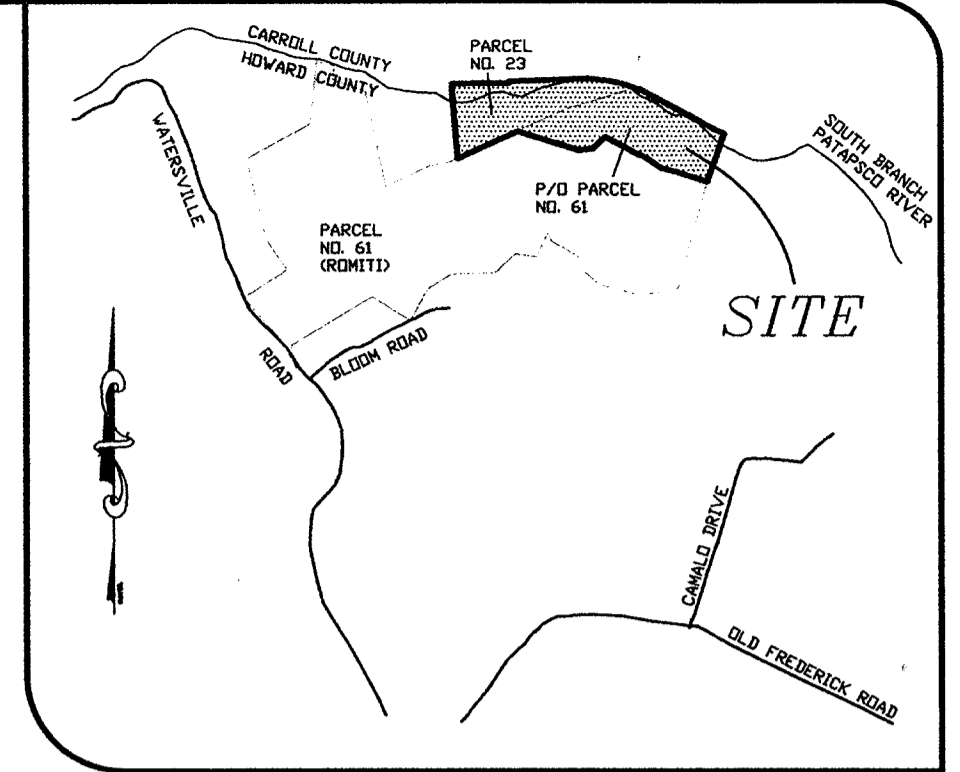 CARROLL COUNTY
HOWARD COUNTY
PARCEL
NO. 23
SOUTH BRANCH
PATAPSCO RIVER
WATERSVILLE
P/O PARCEL
NO. 61
PARCEL
NO. 61
(ROMITI)
SITE
ROAD
BLOOM ROAD
CAMALO DRIVE
OLD FREDERICK ROAD